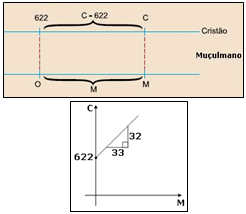 622 C – 622 C
Cristão
Muçulmano
O M M
C
32
622 33
M